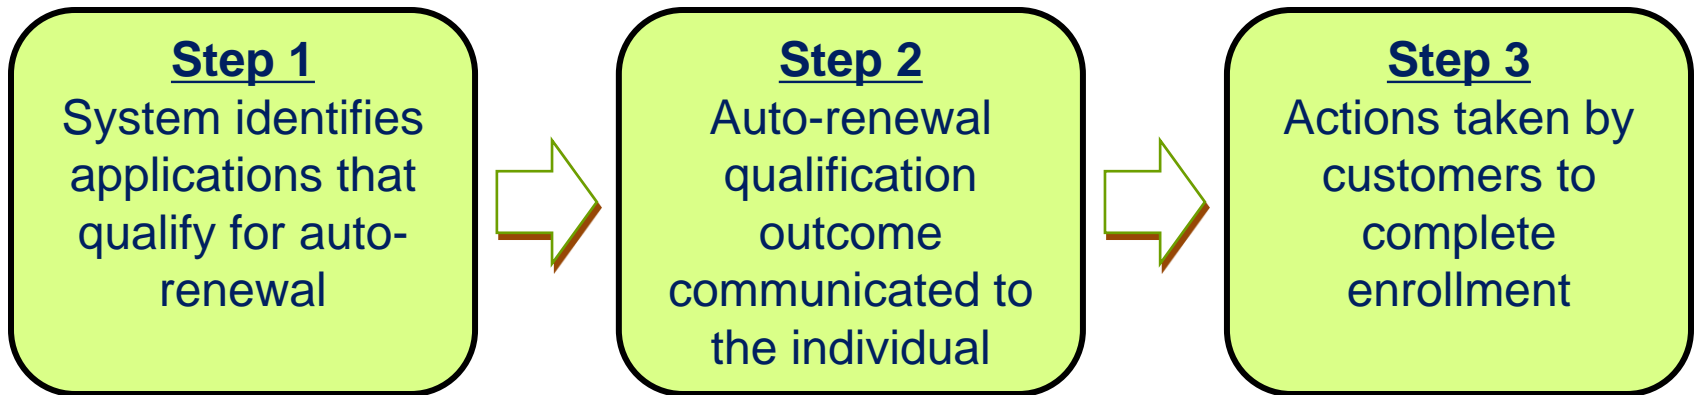 Step 1
System identifies
applications that
qualify for auto-
renewal
Step 2
Auto-renewal
qualification
outcome
communicated to
the individual
Step 3
Actions taken by
customers to
complete
enrollment